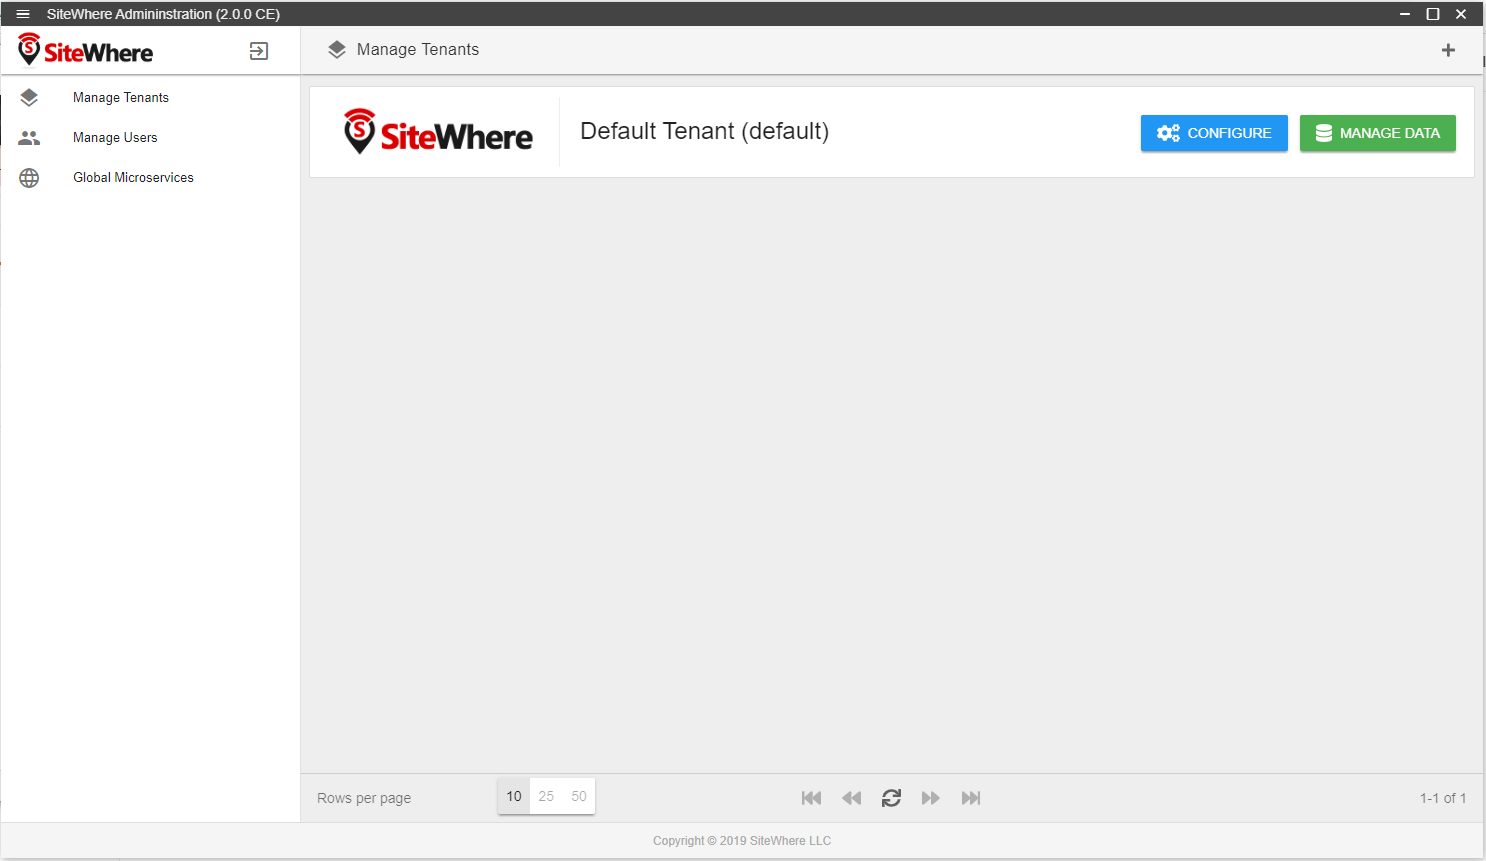 SiteWhere Admininstration (2.0.0 CE)
SiteWhere
Manage Tenants
Manage Tenants
Manage Users
Global Microservices
SiteWhere
Default Tenant (default)
CONFIGURE
MANAGE DATA
Rows per page
10 25 50
1-1 of 1
Copyright © 2019 SiteWhere LLC